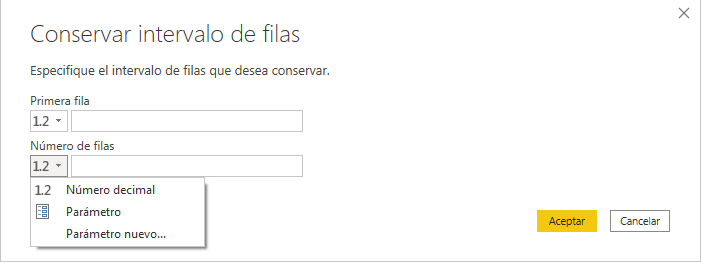 Conservar intervalo de filas
Especifique el intervalo de filas que desea conservar.
Primera fila
1.2
Número de filas
1.2
1.2 Número decimal
Parámetro
Parámetro nuevo...
Aceptar Cancelar